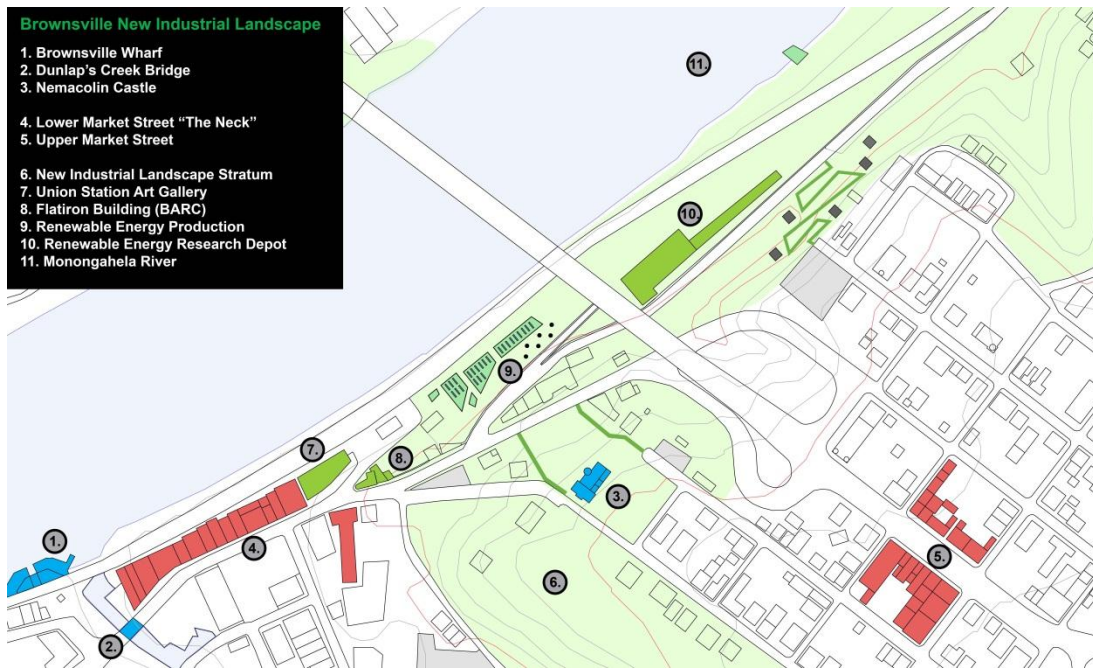 Brownsville New Industrial Landscape
1. Brownsville Wharf
2. Dunlap's Creek Bridge
3. Nemacolin Castle
4. Lower Market Street “The Neck”
5. Upper Market Street
6. New Industrial Landscape Stratum
7. Union Station Art Gallery
8. Flatiron Building (BARC)
9. Renewable Energy Production
10. Renewable Energy Research Depot
11. Monongahela River
11.
10.
9.
7.
8.
3.
1.
4.
5.
6.
2.